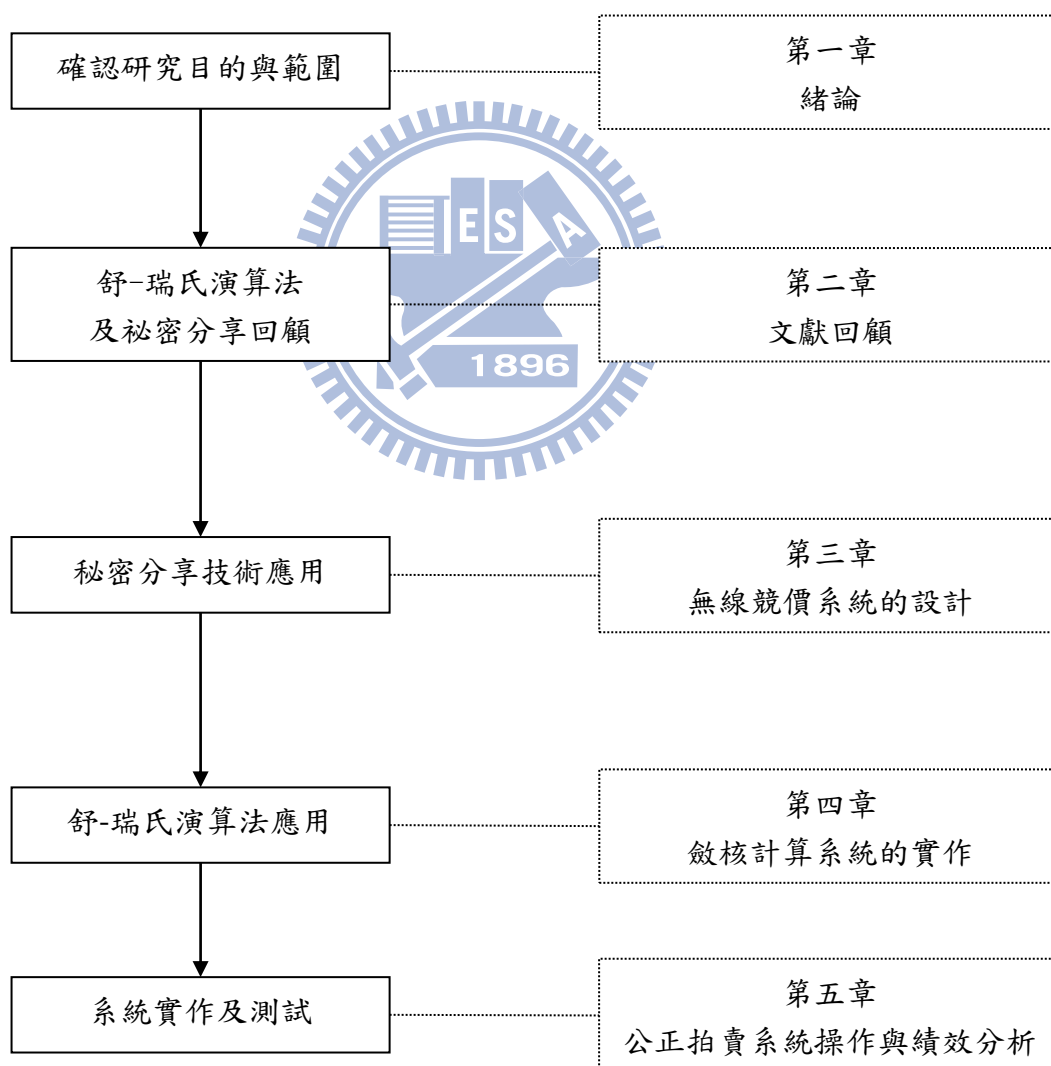 確認研究目的與範圍
第一章
緒論
ESA
舒-瑞氏演算法
及祕密分享回顧
第二章
文獻回顧
1896
秘密分享技術應用
第三章
無線競價系統的設計
舒-瑞氏演算法應用
第四章
斂核計算系統的實作
系統實作及測試
第五章
公正拍賣系統操作與績效分析